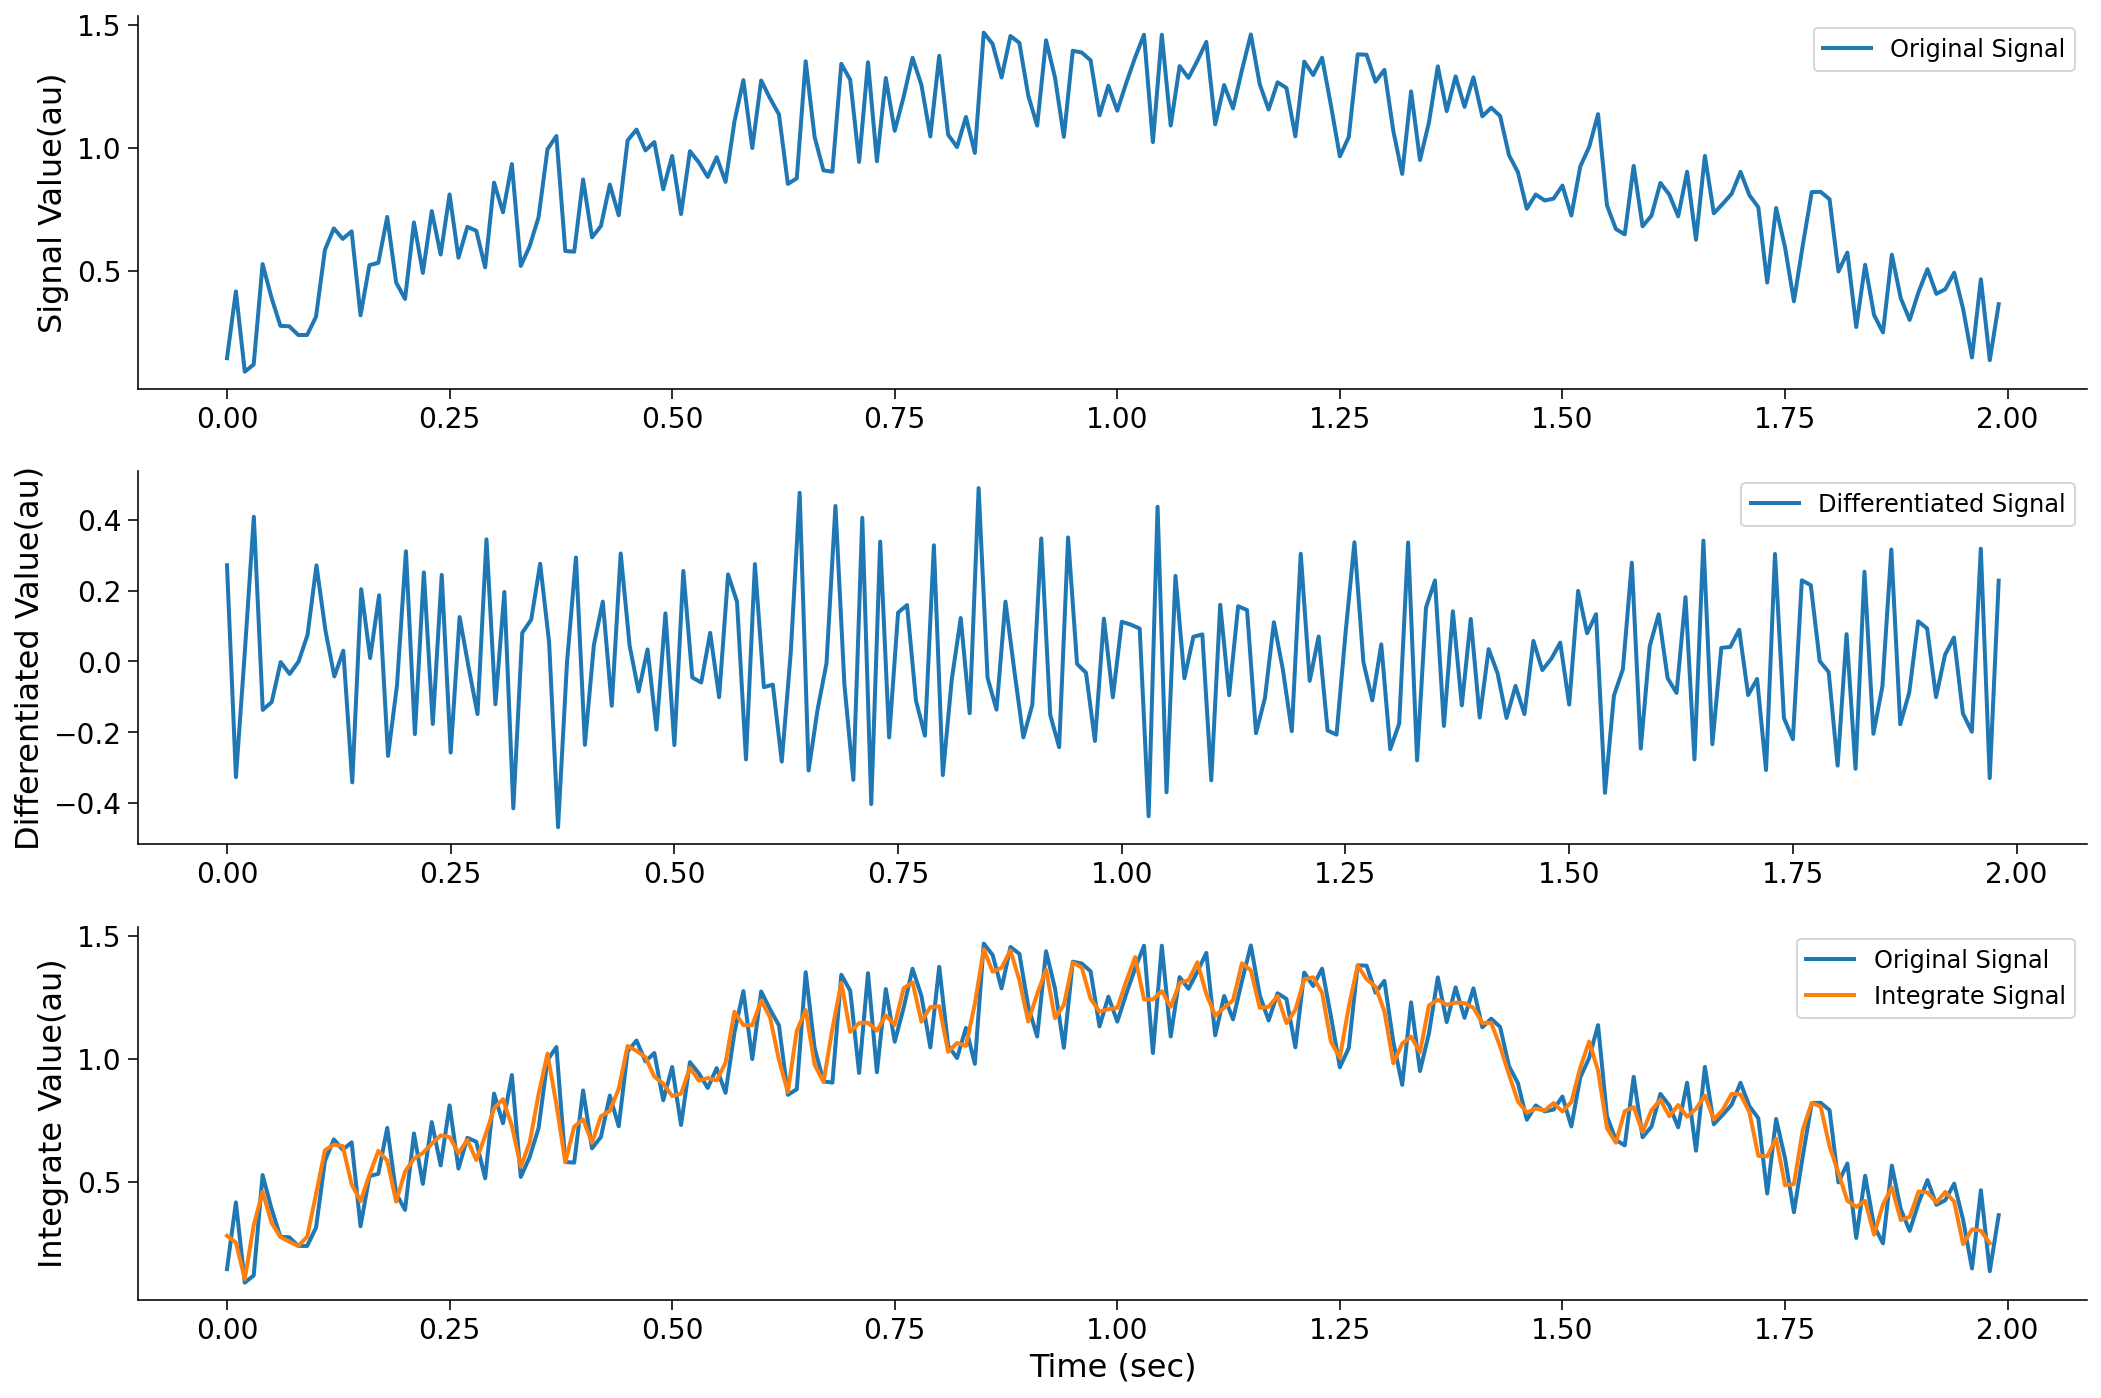 Signal Value(au)
1.5
1.0
0.5
Original Signal
0.00 0.25 0.50 0.75 1.00 1.25 1.50 1.75 2.00
Differentiated Value(au)
0.4
0.2
0.0
−0.2
−0.4
Differentiated Signal
0.00 0.25 0.50 0.75 1.00 1.25 1.50 1.75 2.00
Integrate Value(au)
1.5
1.0
0.5
Original Signal
Integrate Signal
0.00 0.25 0.50 0.75 1.00 1.25 1.50 1.75 2.00
Time (sec)